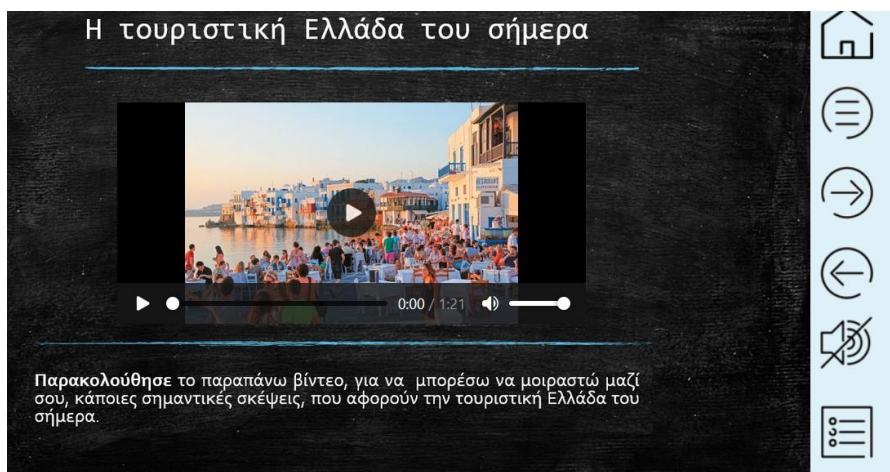 Η τουριστική Ελλάδα του σήμερα
0:00 / 1:21
Παρακολούθησε το παραπάνω βίντεο, για να μπορέσω να μοιραστώ μαζί
σου, κάποιες σημαντικές σκέψεις, που αφορούν την τουριστική Ελλάδα του
σήμερα.